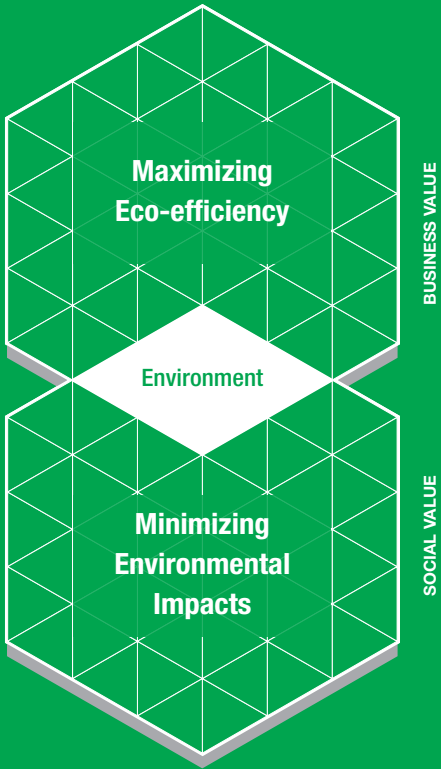 Maximizing
Eco-efficiency
BUSINESS VALUE
Environment
Minimizing
Environmental
Impacts
SOCIAL VALUE